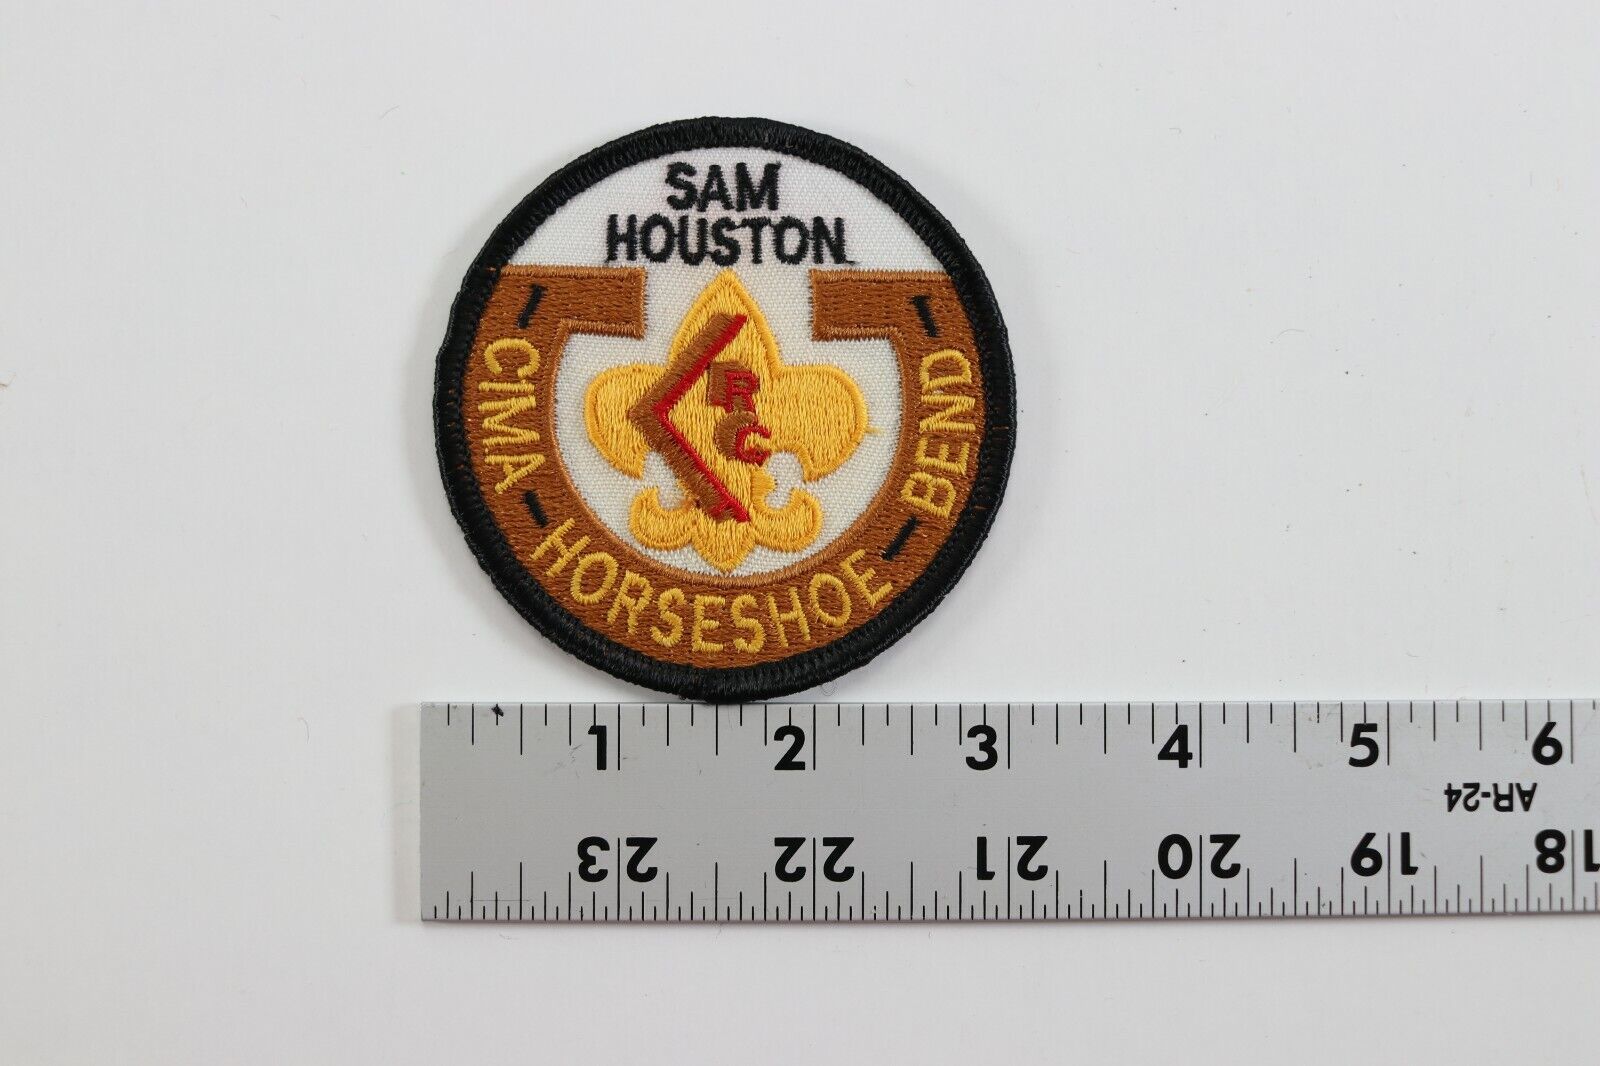 SAM
HOUSTON
- CIMA - HORSESHOE - BEND -
R
C
1 2 3 4 5 6
AR-24
23 22 21 20 19 18